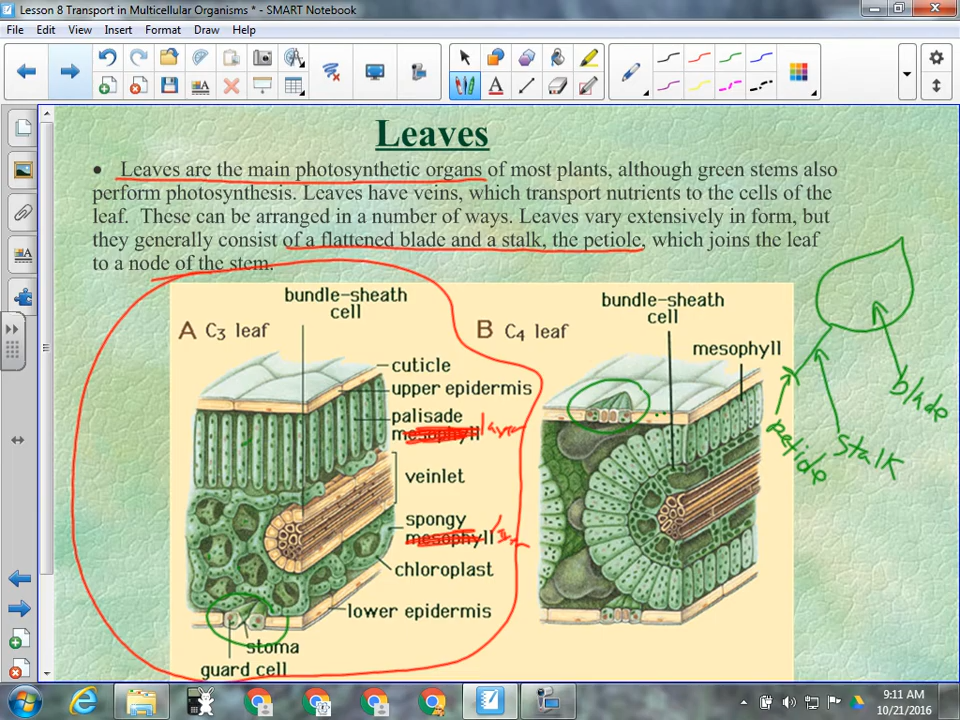 Lesson 8 Transport in Multicellular Organisms * - SMART Notebook
File Edit View Insert Format Draw Help
Leaves
• Leaves are the main photosynthetic organs of most plants, although green stems also
perform photosynthesis. Leaves have veins, which transport nutrients to the cells of the
leaf. These can be arranged in a number of ways. Leaves vary extensively in form, but
they generally consist of a flattened blade and a stalk, the petiole, which joins the leaf
to a node of the stem.
bundle-sheath
cell
A C3 leaf
cuticle
upper epidermis
palisade
mesophyll layer
veinlet
spongy
mesophyll
chloroplast
lower epidermis
stoma
guard cell
bundle-sheath
cell
B C4 leaf
mesophyll
blade
stalk
petiole
9:11 AM
10/21/2016